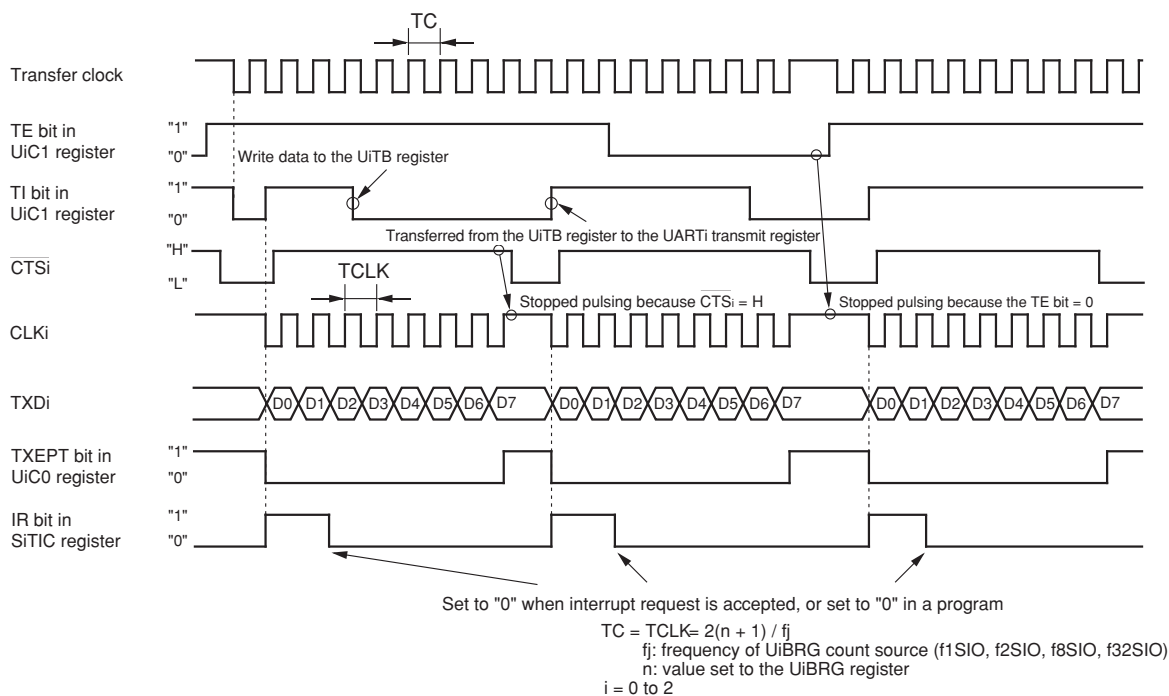 TC
Transfer clock
TE bit in
UiC1 register
"1"
"0"
Write data to the UiTB register
TI bit in
UiC1 register
"1"
"0"
Transferred from the UiTB register to the UARTi transmit register
CTSi
"H"
"L"
TCLK
Stopped pulsing because CTSi = H
Stopped pulsing because the TE bit = 0
CLKi
TXDi
D0 D1 D2 D3 D4 D5 D6 D7 D0 D1 D2 D3 D4 D5 D6 D7 D0 D1 D2 D3 D4 D5 D6 D7
TXEPT bit in
UiC0 register
"1"
"0"
IR bit in
SiTIC register
"1"
"0"
Set to "0" when interrupt request is accepted, or set to "0" in a program
TC = TCLK= 2(n + 1) / fj
fj: frequency of UiBRG count source (f1SIO, f2SIO, f8SIO, f32SIO)
n: value set to the UiBRG register
i = 0 to 2